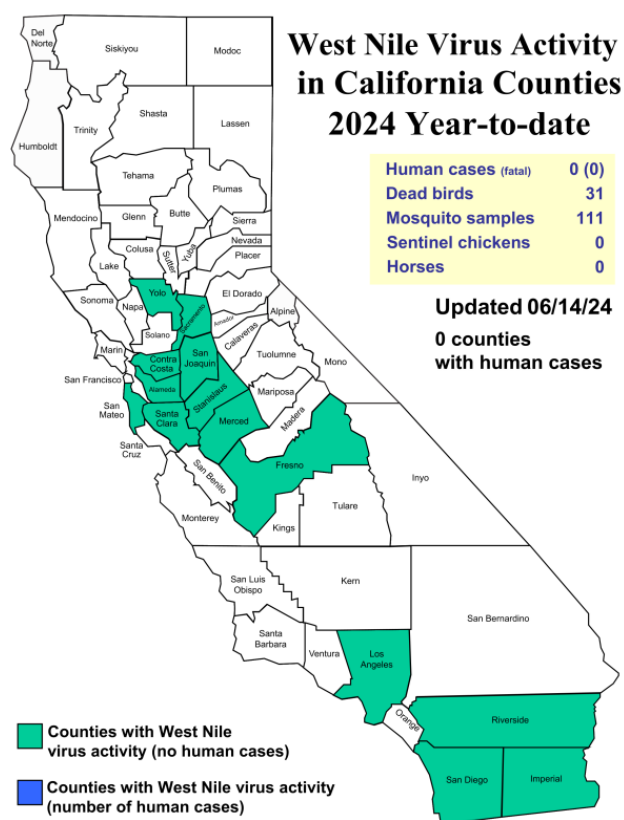 West Nile Virus Activity
in California Counties
2024 Year-to-date
Human cases (fatal) 0 (0)
Dead birds 31
Mosquito samples 111
Sentinel chickens 0
Horses 0
Updated 06/14/24
0 counties
with human cases
Del
Norte
Siskiyou
Modoc
Humboldt
Trinity
Shasta
Lassen
Tehama
Plumas
Mendocino
Glenn
Butte
Sierra
Colusa
Sutter
Yuba
Nevada
Placer
Lake
Yolo
El Dorado
Sonoma
Napa
Sacramento
Amador
Alpine
Solano
Calaveras
Marin
Contra
Costa
San
Joaquin
Tuolumne
Mono
San Francisco
Alameda
Stanislaus
Mariposa
San
Mateo
Santa
Clara
Merced
Madera
Santa
Cruz
San Benito
Fresno
Inyo
Monterey
Kings
Tulare
San Luis
Obispo
Kern
San Bernardino
Santa
Barbara
Ventura
Los
Angeles
Orange
Riverside
San Diego
Imperial
Counties with West Nile
virus activity (no human cases)
Counties with West Nile virus activity
(number of human cases)